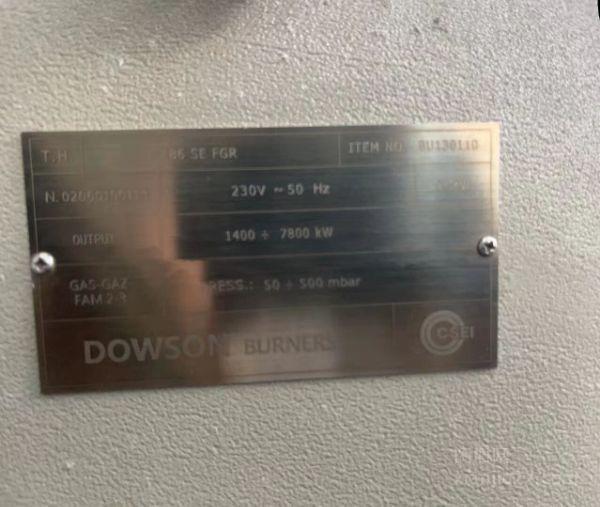 86 SE FGR ITEM NO. BU130110
230V ~ 50 Hz
OUTPUT 1400 ÷ 7800 kW
GAS-GAZ PRESS.: 50 ÷ 500 mbar
FAM.2-3
DOWSON BURNERS
CSEI